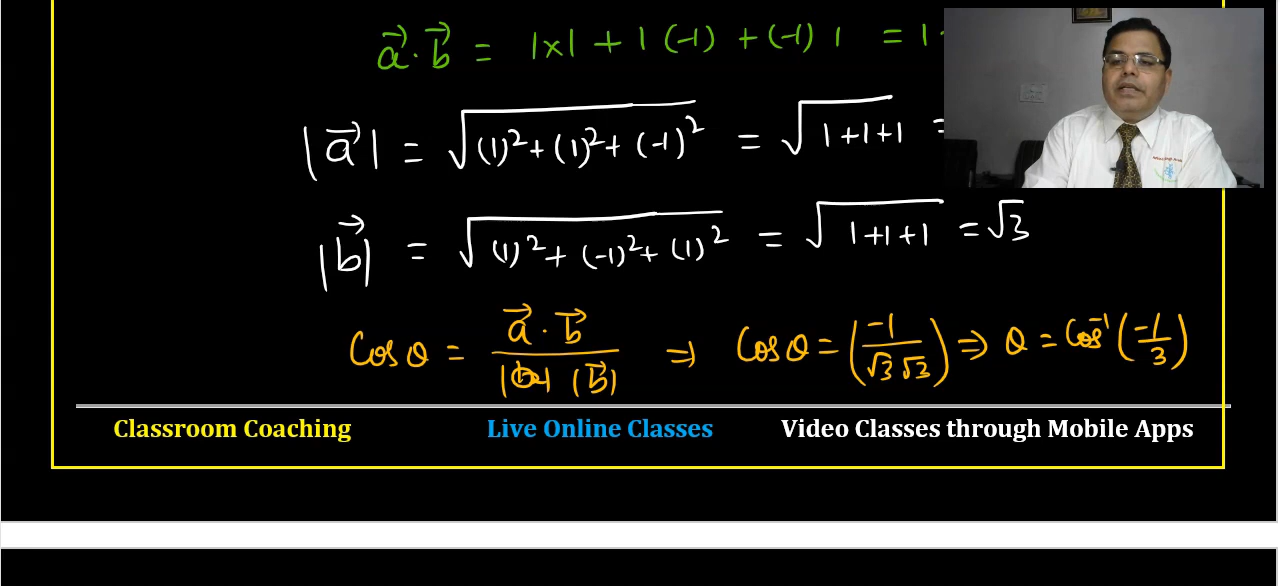 a⃗ · b⃗ = 1×1 + 1 (-1) + (-1) 1 = 1
|a⃗| = √((1)² + (1)² + (-1)²) = √(1+1+1) =
|b⃗| = √((1)² + (-1)² + (1)²) = √(1+1+1) = √3
Cos θ = (a⃗ · b⃗)/(| | |b⃗|) ⇒ Cos θ = (-1/(√3 √3)) ⇒ θ = Cos⁻¹(-1/3)
Classroom Coaching Live Online Classes Video Classes through Mobile Apps